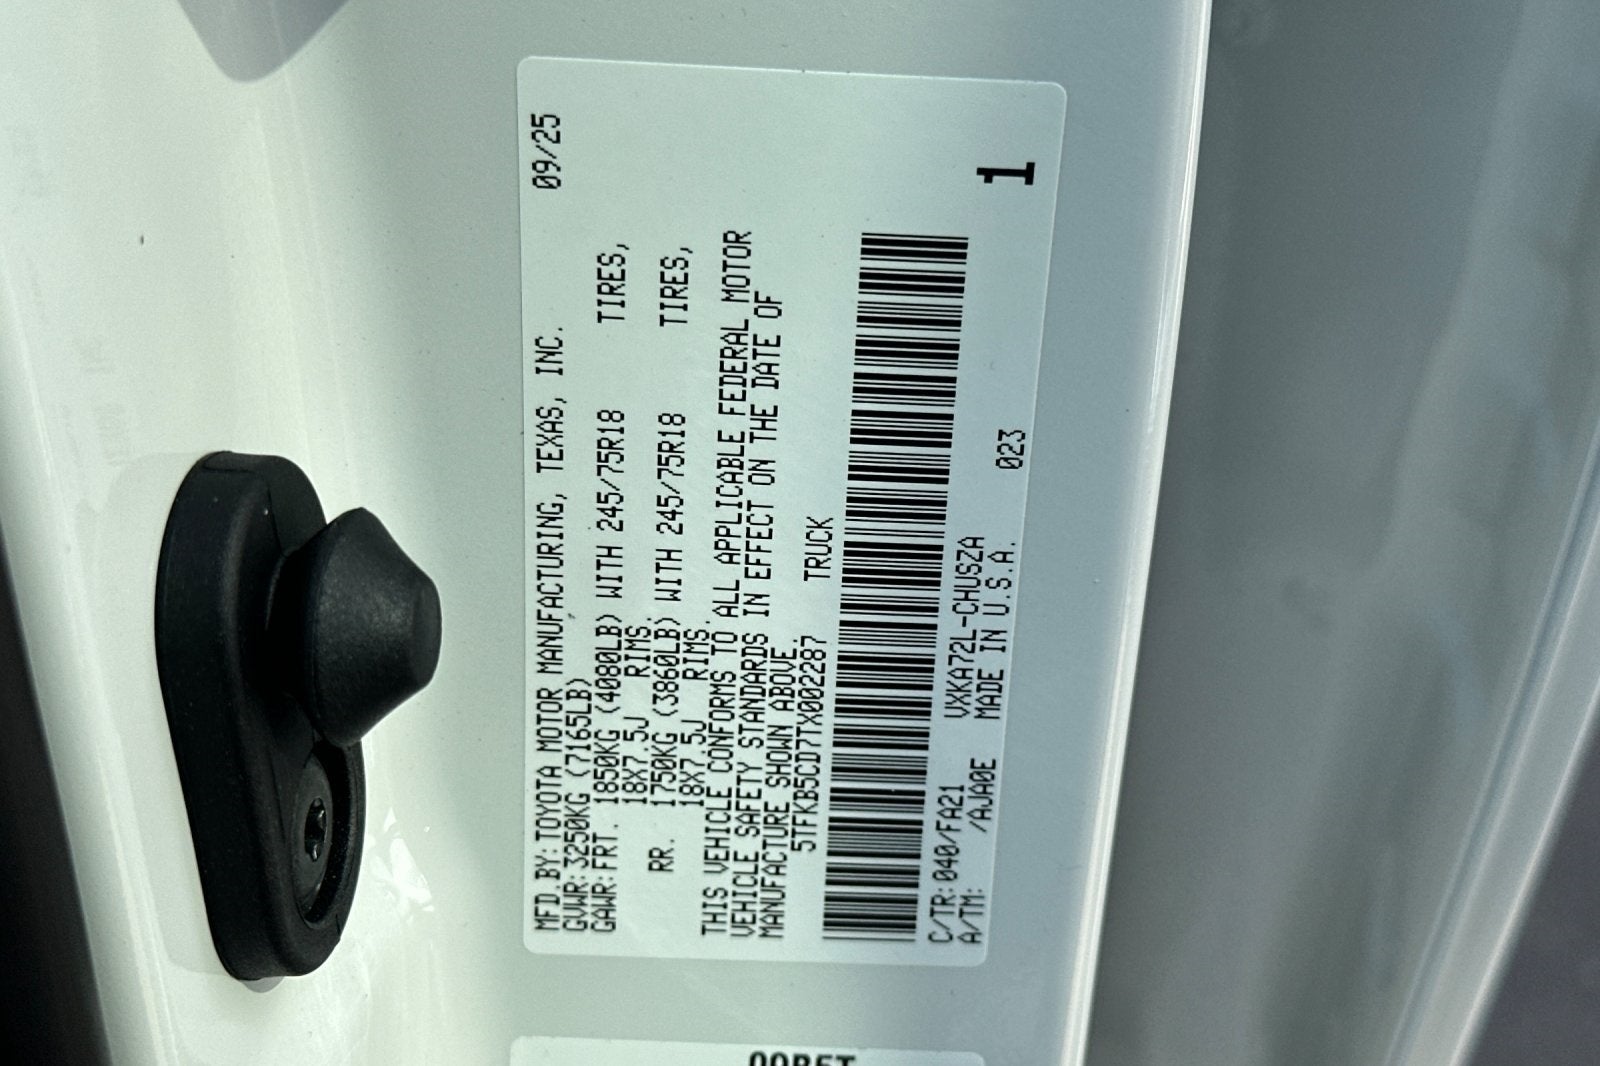 MFD.BY:TOYOTA MOTOR MANUFACTURING, TEXAS, INC. 09/25
GVWR:3250KG (7165LB)
GAWR:FRT. 1850KG (4080LB) WITH 245/75R18 TIRES,
18X7.5J RIMS,
RR. 1750KG (3860LB) WITH 245/75R18 TIRES,
18X7.5J RIMS.
THIS VEHICLE CONFORMS TO ALL APPLICABLE FEDERAL MOTOR
VEHICLE SAFETY STANDARDS IN EFFECT ON THE DATE OF
MANUFACTURE SHOWN ABOVE.
5TFKB5CD7TX002287 TRUCK
C/TR:040/FA21 VXKA72L-CHUSZA 023 1
A/TM: /AJA0E MADE IN U.S.A.